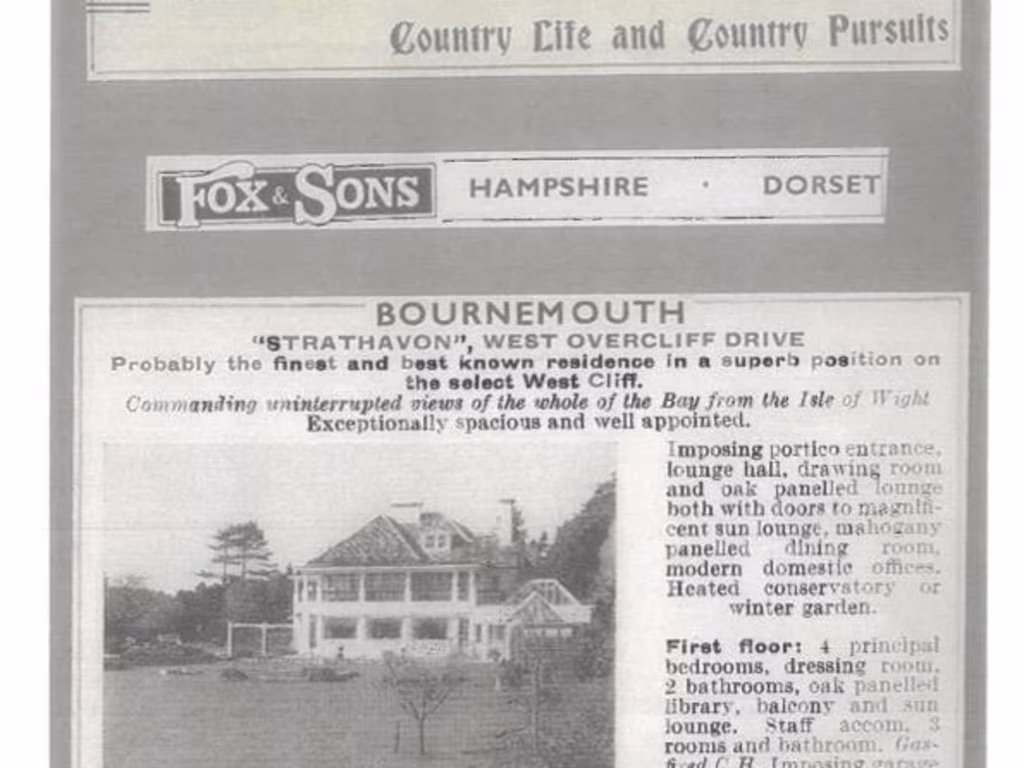 Country Life and Country Pursuits
FOX & SONS HAMPSHIRE · DORSET
BOURNEMOUTH
"STRATHAVON", WEST OVERCLIFF DRIVE
Probably the finest and best known residence in a superb position on
the select West Cliff.
Commanding uninterrupted views of the whole of the Bay from the Isle of Wight
Exceptionally spacious and well appointed.
Imposing portico entrance,
lounge hall, drawing room
and oak panelled lounge
both with doors to magnifi-
cent sun lounge, mahogany
panelled dining room,
modern domestic offices.
Heated conservatory or
winter garden.
First floor: 4 principal
bedrooms, dressing room,
2 bathrooms, oak panelled
library, balcony and sun
lounge. Staff accom. 3
rooms and bathroom. Gas-
fired C.H. Imposing garage